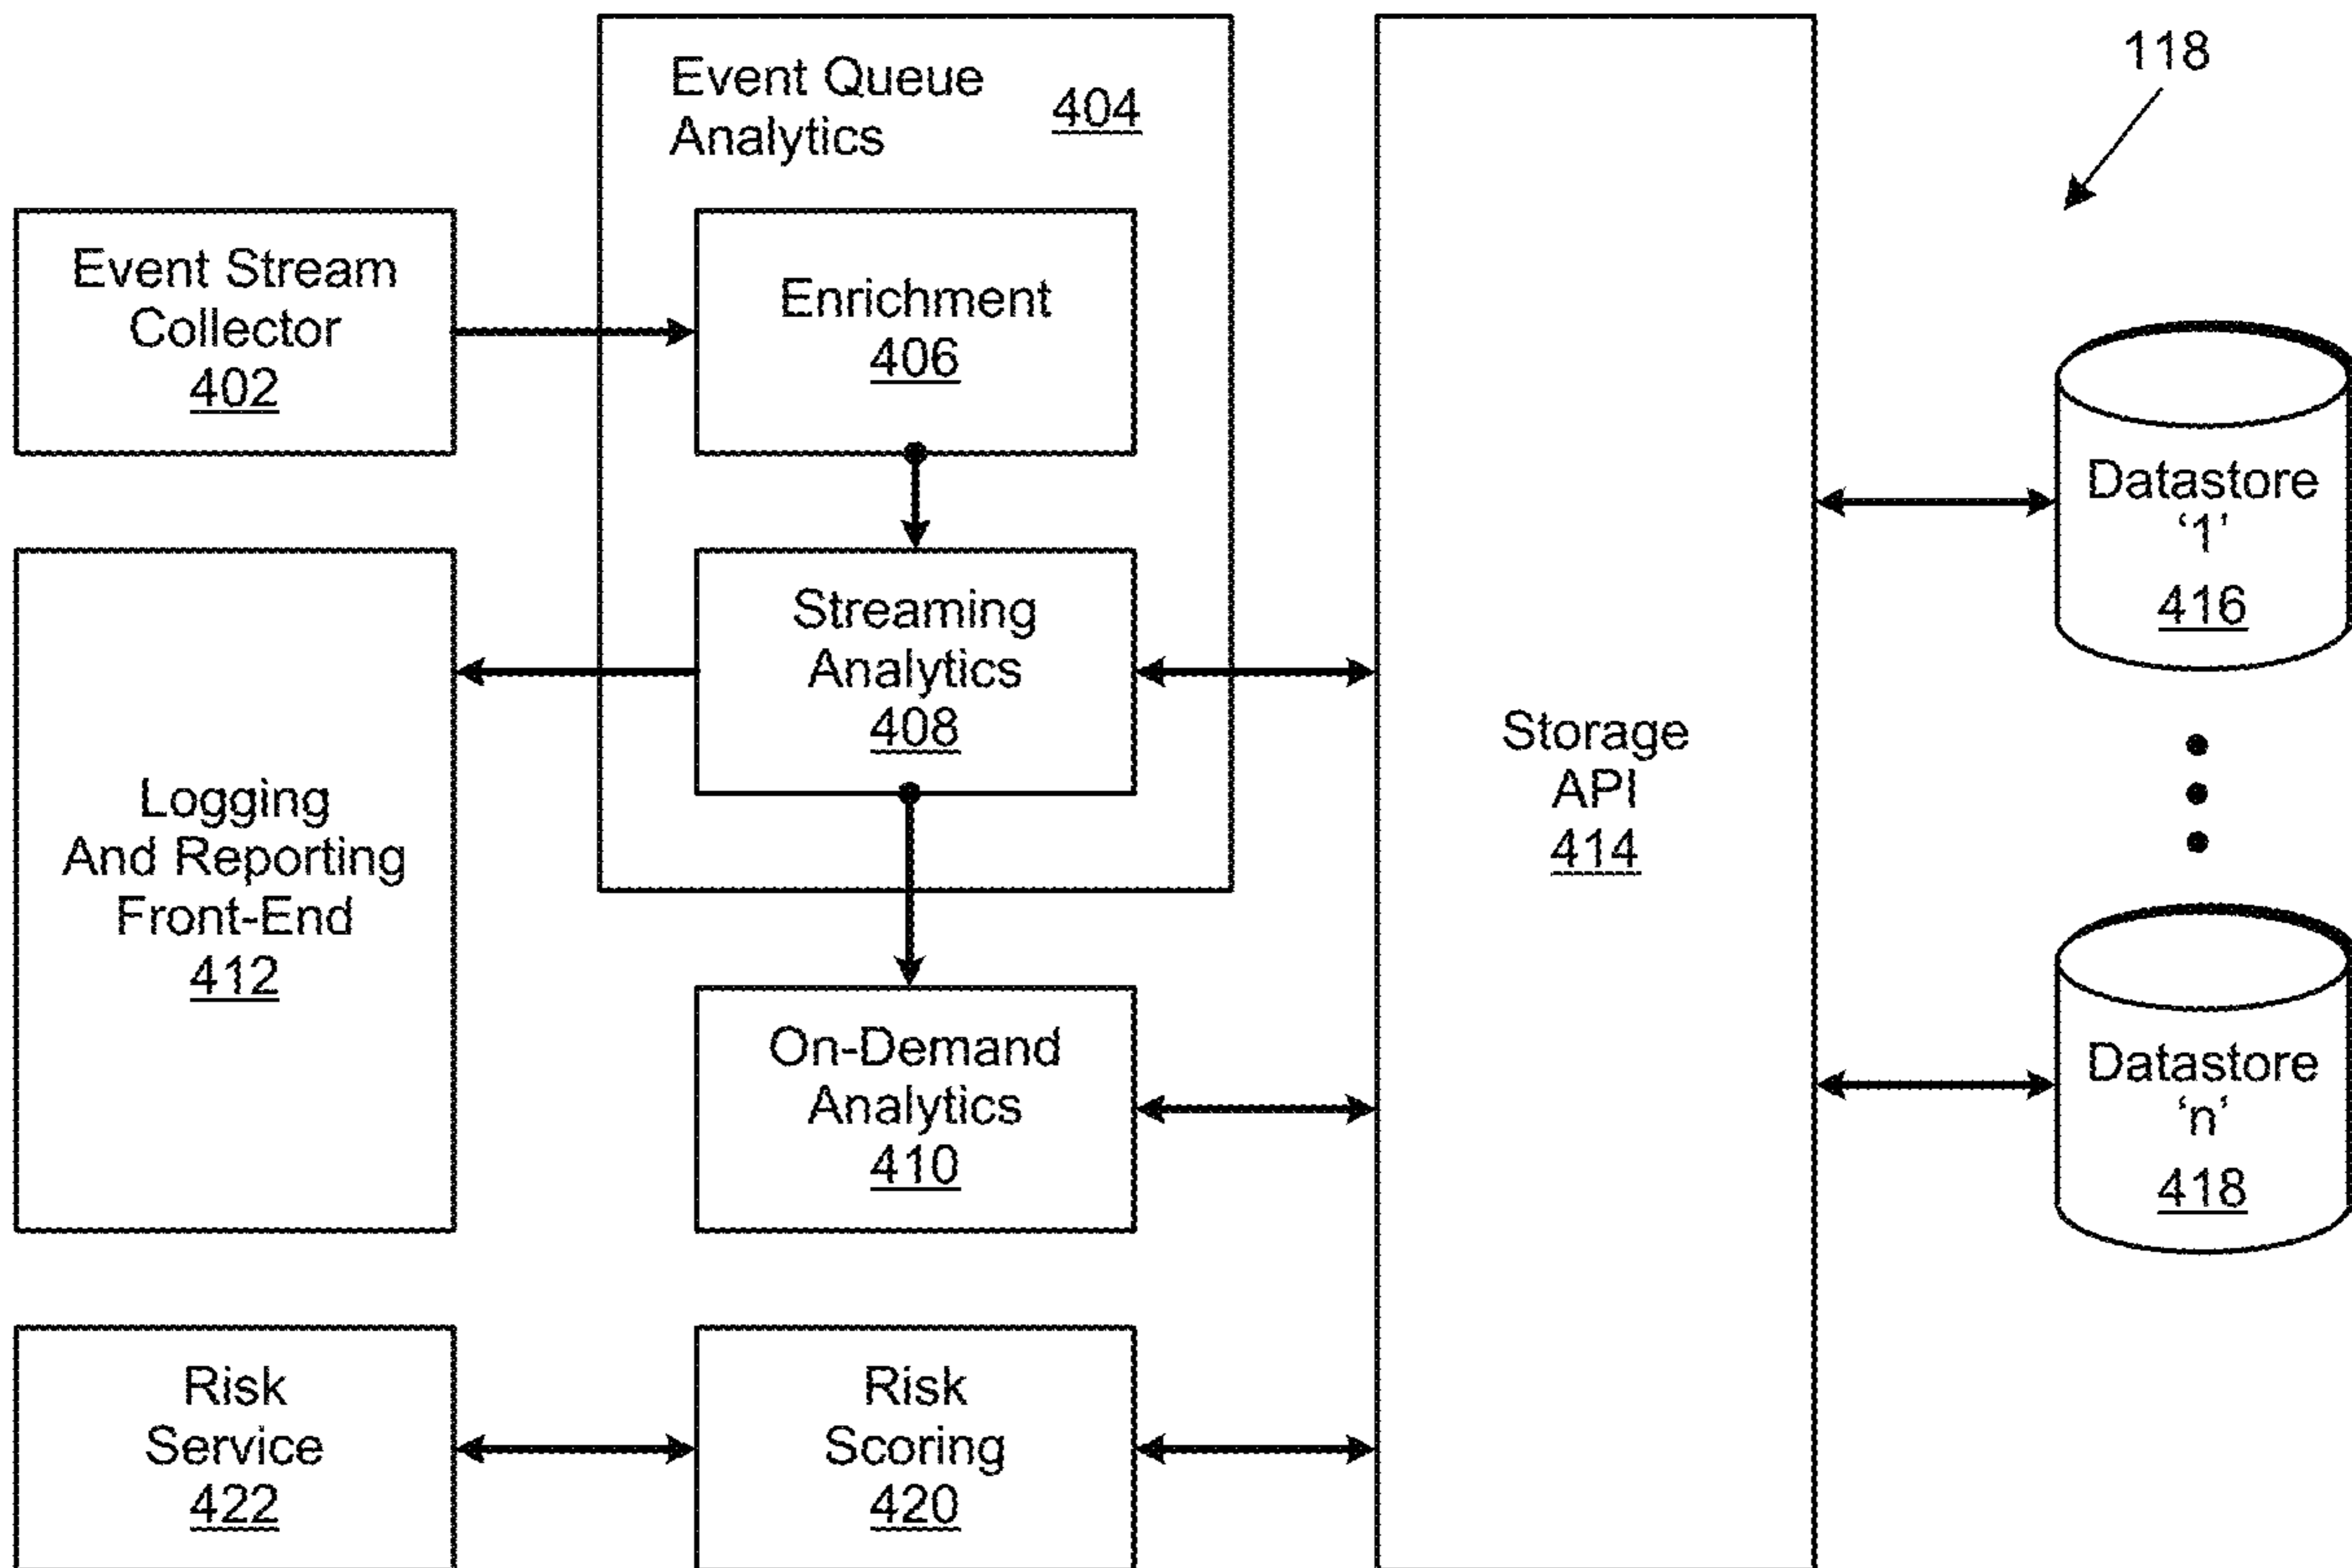 Event Queue
Analytics
404
118
Event Stream
Collector
402
Enrichment
406
Streaming
Analytics
408
Logging
And Reporting
Front-End
412
On-Demand
Analytics
410
Storage
API
414
Datastore
‘1’
416
Datastore
‘n’
418
Risk
Service
422
Risk
Scoring
420